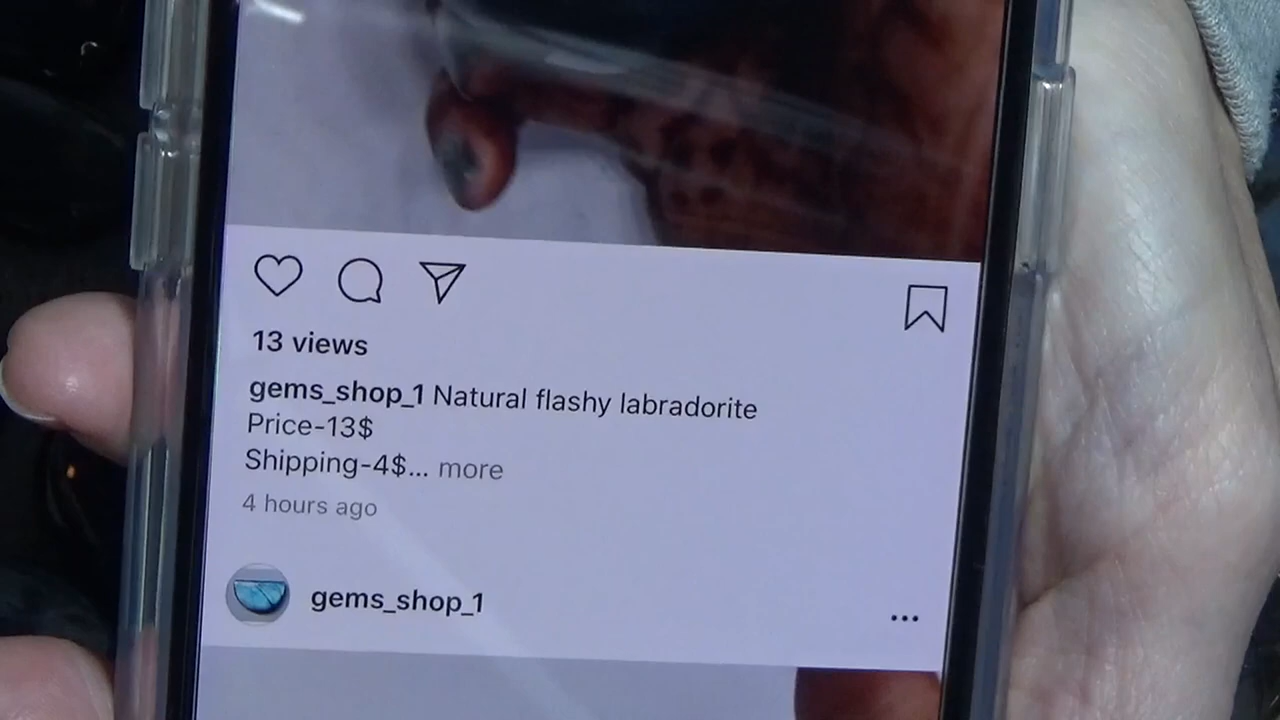 13 views
gems_shop_1 Natural flashy labradorite
Price-13$
Shipping-4$... more
4 hours ago
gems_shop_1